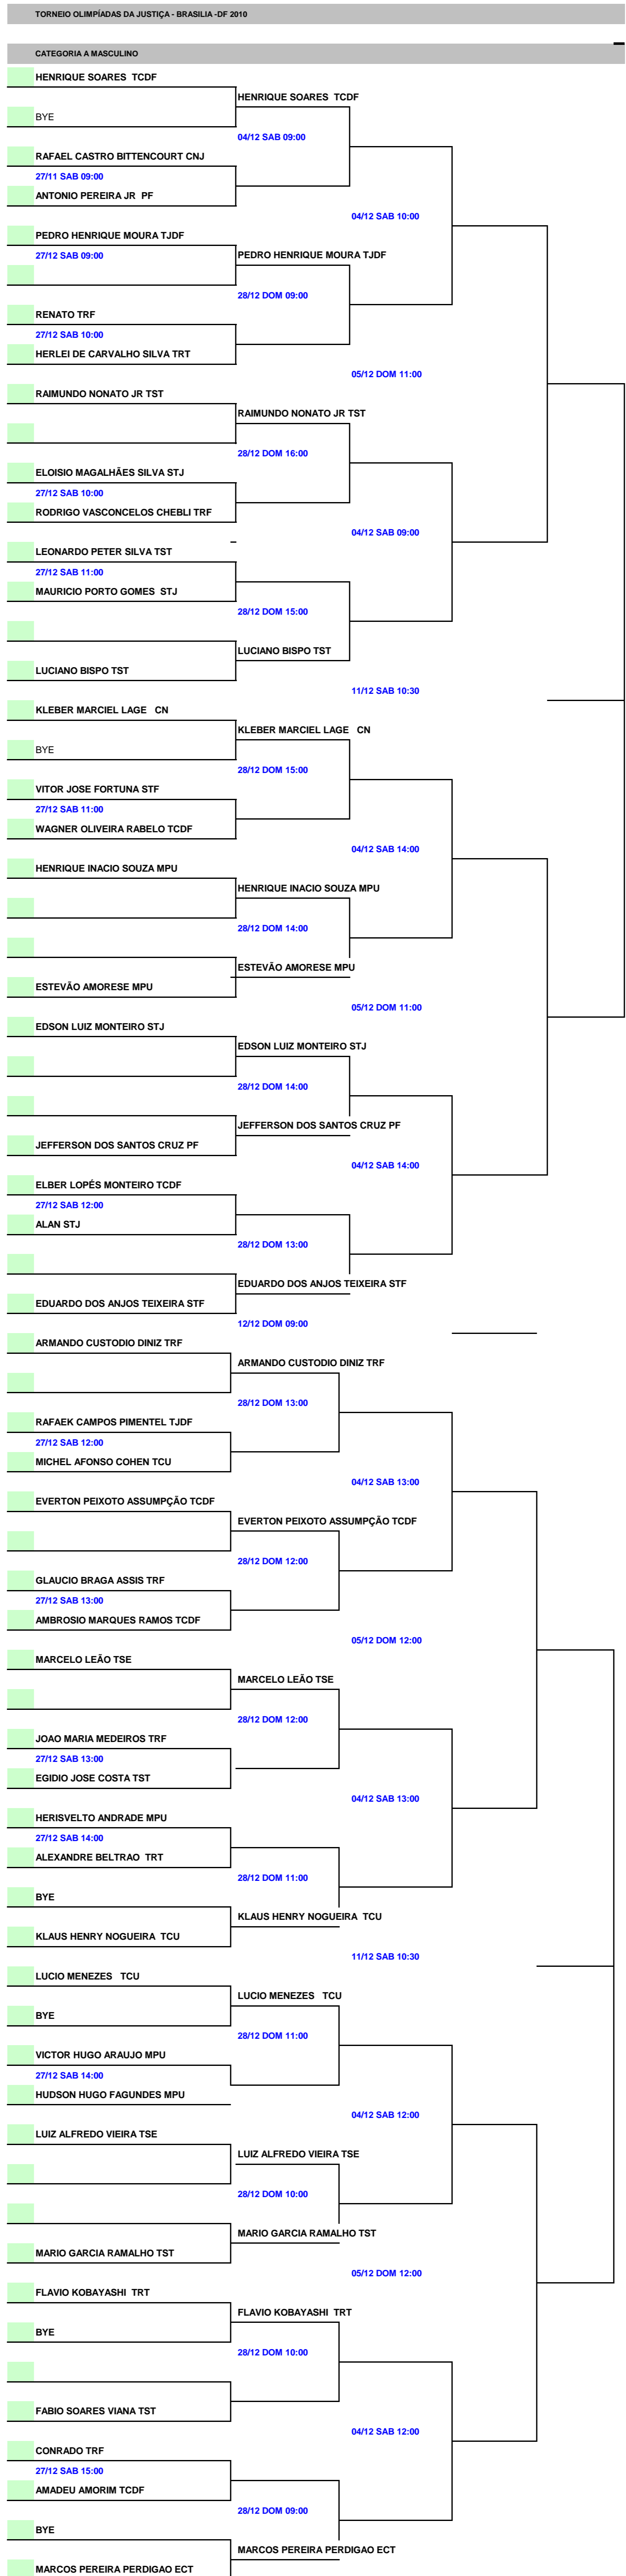 TORNEIO OLIMPÍADAS DA JUSTIÇA - BRASILIA -DF 2010
CATEGORIA A MASCULINO
HENRIQUE SOARES TCDF
HENRIQUE SOARES TCDF
BYE
04/12 SAB 09:00
RAFAEL CASTRO BITTENCOURT CNJ
27/11 SAB 09:00
ANTONIO PEREIRA JR PF
04/12 SAB 10:00
PEDRO HENRIQUE MOURA TJDF
27/12 SAB 09:00
PEDRO HENRIQUE MOURA TJDF
28/12 DOM 09:00
RENATO TRF
27/12 SAB 10:00
HERLEI DE CARVALHO SILVA TRT
05/12 DOM 11:00
RAIMUNDO NONATO JR TST
RAIMUNDO NONATO JR TST
28/12 DOM 16:00
ELOISIO MAGALHÃES SILVA STJ
27/12 SAB 10:00
RODRIGO VASCONCELOS CHEBLI TRF
04/12 SAB 09:00
LEONARDO PETER SILVA TST
27/12 SAB 11:00
MAURICIO PORTO GOMES STJ
28/12 DOM 15:00
LUCIANO BISPO TST
LUCIANO BISPO TST
11/12 SAB 10:30
KLEBER MARCIEL LAGE CN
KLEBER MARCIEL LAGE CN
BYE
28/12 DOM 15:00
VITOR JOSE FORTUNA STF
27/12 SAB 11:00
WAGNER OLIVEIRA RABELO TCDF
04/12 SAB 14:00
HENRIQUE INACIO SOUZA MPU
HENRIQUE INACIO SOUZA MPU
28/12 DOM 14:00
ESTEVÃO AMORESE MPU
ESTEVÃO AMORESE MPU
05/12 DOM 11:00
EDSON LUIZ MONTEIRO STJ
EDSON LUIZ MONTEIRO STJ
28/12 DOM 14:00
JEFFERSON DOS SANTOS CRUZ PF
JEFFERSON DOS SANTOS CRUZ PF
04/12 SAB 14:00
ELBER LOPÉS MONTEIRO TCDF
27/12 SAB 12:00
ALAN STJ
28/12 DOM 13:00
EDUARDO DOS ANJOS TEIXEIRA STF
EDUARDO DOS ANJOS TEIXEIRA STF
12/12 DOM 09:00
ARMANDO CUSTODIO DINIZ TRF
ARMANDO CUSTODIO DINIZ TRF
28/12 DOM 13:00
RAFAEK CAMPOS PIMENTEL TJDF
27/12 SAB 12:00
MICHEL AFONSO COHEN TCU
04/12 SAB 13:00
EVERTON PEIXOTO ASSUMPÇÃO TCDF
EVERTON PEIXOTO ASSUMPÇÃO TCDF
28/12 DOM 12:00
GLAUCIO BRAGA ASSIS TRF
27/12 SAB 13:00
AMBROSIO MARQUES RAMOS TCDF
05/12 DOM 12:00
MARCELO LEÃO TSE
MARCELO LEÃO TSE
28/12 DOM 12:00
JOAO MARIA MEDEIROS TRF
27/12 SAB 13:00
EGIDIO JOSE COSTA TST
04/12 SAB 13:00
HERISVELTO ANDRADE MPU
27/12 SAB 14:00
ALEXANDRE BELTRAO TRT
28/12 DOM 11:00
BYE
KLAUS HENRY NOGUEIRA TCU
KLAUS HENRY NOGUEIRA TCU
11/12 SAB 10:30
LUCIO MENEZES TCU
LUCIO MENEZES TCU
BYE
28/12 DOM 11:00
VICTOR HUGO ARAUJO MPU
27/12 SAB 14:00
HUDSON HUGO FAGUNDES MPU
04/12 SAB 12:00
LUIZ ALFREDO VIEIRA TSE
LUIZ ALFREDO VIEIRA TSE
28/12 DOM 10:00
MARIO GARCIA RAMALHO TST
MARIO GARCIA RAMALHO TST
05/12 DOM 12:00
FLAVIO KOBAYASHI TRT
FLAVIO KOBAYASHI TRT
BYE
28/12 DOM 10:00
FABIO SOARES VIANA TST
04/12 SAB 12:00
CONRADO TRF
27/12 SAB 15:00
AMADEU AMORIM TCDF
28/12 DOM 09:00
BYE
MARCOS PEREIRA PERDIGAO ECT
MARCOS PEREIRA PERDIGAO ECT